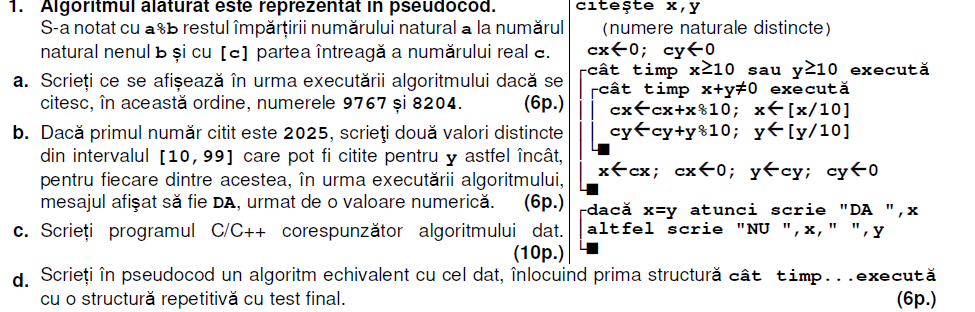 1. Algoritmul alăturat este reprezentat în pseudocod.
S-a notat cu a%b restul împărțirii numărului natural a la numărul
natural nenul b și cu [c] partea întreagă a numărului real c.
a. Scrieți ce se afișează în urma executării algoritmului dacă se
citesc, în această ordine, numerele 9767 și 8204. (6p.)
b. Dacă primul număr citit este 2025, scrieţi două valori distincte
din intervalul [10,99] care pot fi citite pentru y astfel încât,
pentru fiecare dintre acestea, în urma executării algoritmului,
mesajul afişat să fie DA, urmat de o valoare numerică. (6p.)
c. Scrieți programul C/C++ corespunzător algoritmului dat.
(10p.)
citește x,y
(numere naturale distincte)
cx←0; cy←0
cât timp x≥10 sau y≥10 execută
cât timp x+y≠0 execută
cx←cx+x%10; x←[x/10]
cy←cy+y%10; y←[y/10]
■
x←cx; cx←0; y←cy; cy←0
■
dacă x=y atunci scrie "DA ",x
altfel scrie "NU ",x," ",y
■
d. Scrieți în pseudocod un algoritm echivalent cu cel dat, înlocuind prima structură cât timp...execută
cu o structură repetitivă cu test final. (6p.)